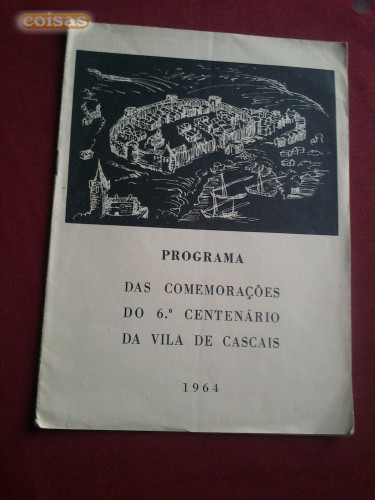 coisas
PROGRAMA
DAS COMEMORAÇÕES
DO 6.º CENTENÁRIO
DA VILA DE CASCAIS
1964